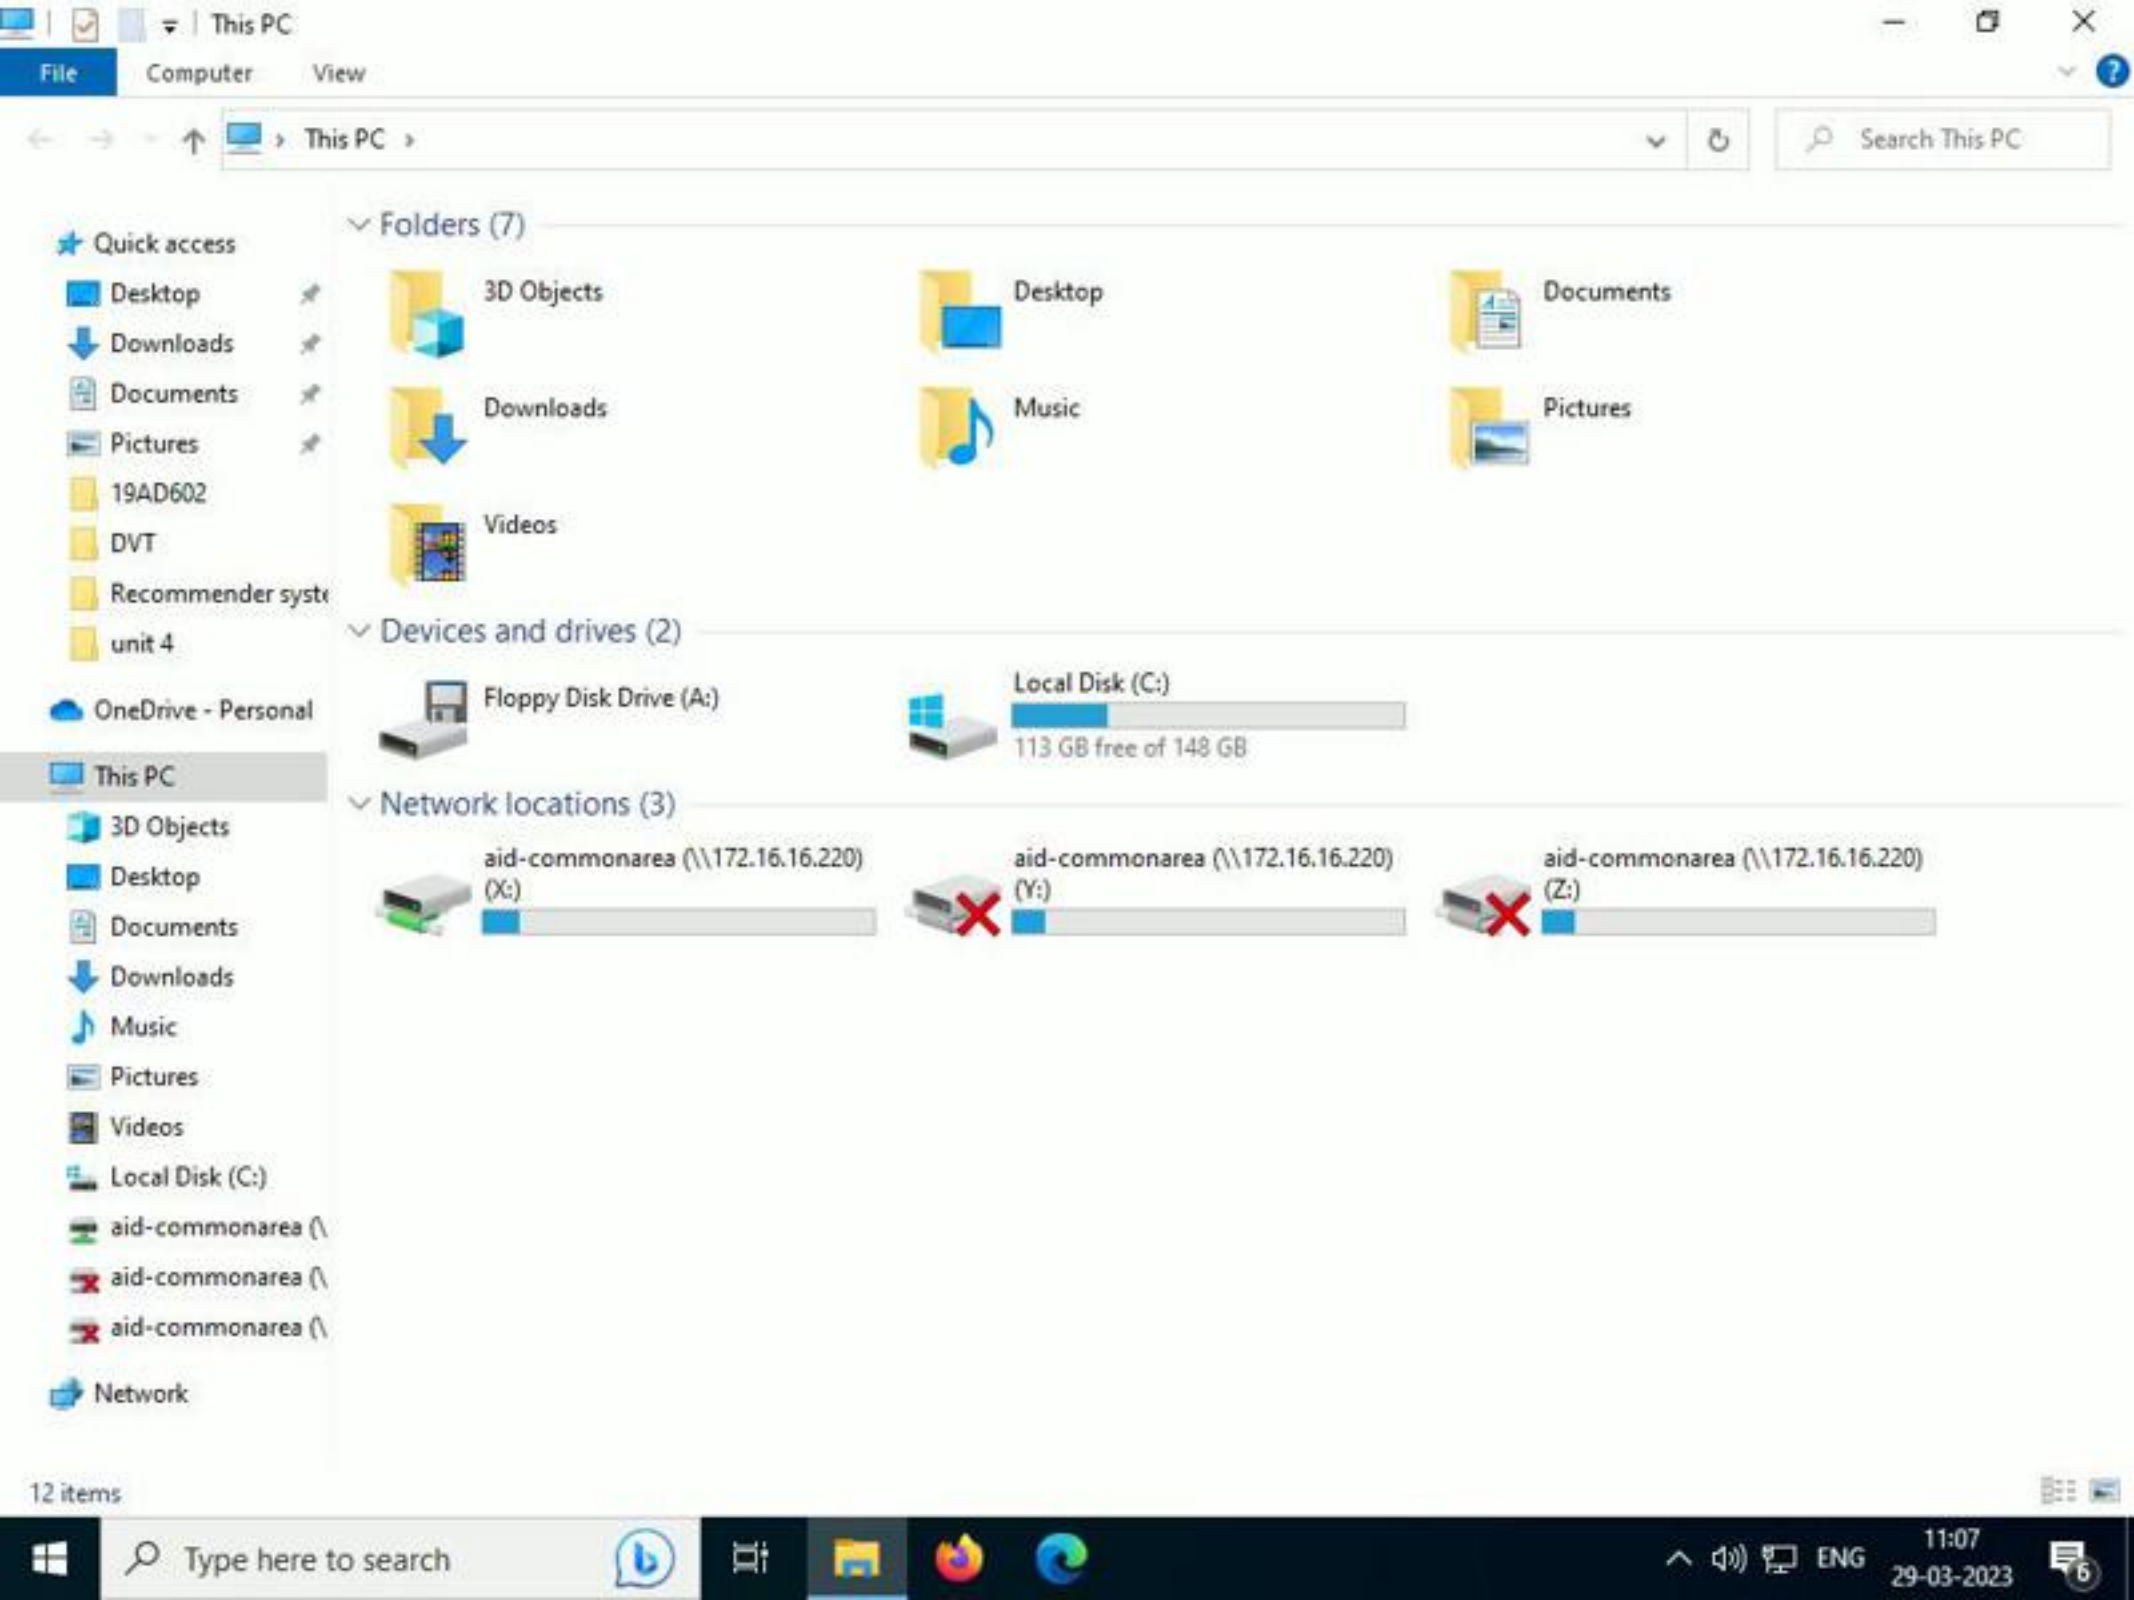 This PC
File
Computer
View
This PC
Search This PC
Quick access
Desktop
Downloads
Documents
Pictures
19AD602
DVT
Recommender syste
unit 4
OneDrive - Personal
This PC
3D Objects
Desktop
Documents
Downloads
Music
Pictures
Videos
Local Disk (C:)
aid-commonarea (\
aid-commonarea (\
aid-commonarea (\
Network
Folders (7)
3D Objects
Desktop
Documents
Downloads
Music
Pictures
Videos
Devices and drives (2)
Floppy Disk Drive (A:)
Local Disk (C:)
113 GB free of 148 GB
Network locations (3)
aid-commonarea (\\172.16.16.220)
(X:)
aid-commonarea (\\172.16.16.220)
(Y:)
aid-commonarea (\\172.16.16.220)
(Z:)
12 items
Type here to search
ENG
11:07
29-03-2023
6